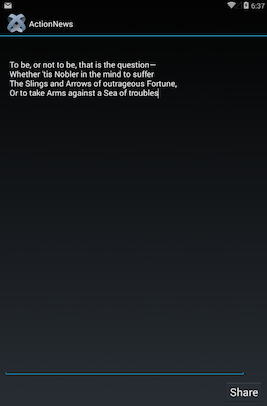 6:37
ActionNews
To be, or not to be, that is the question—
Whether 'tis Nobler in the mind to suffer
The Slings and Arrows of outrageous Fortune,
Or to take Arms against a Sea of troubles
Share